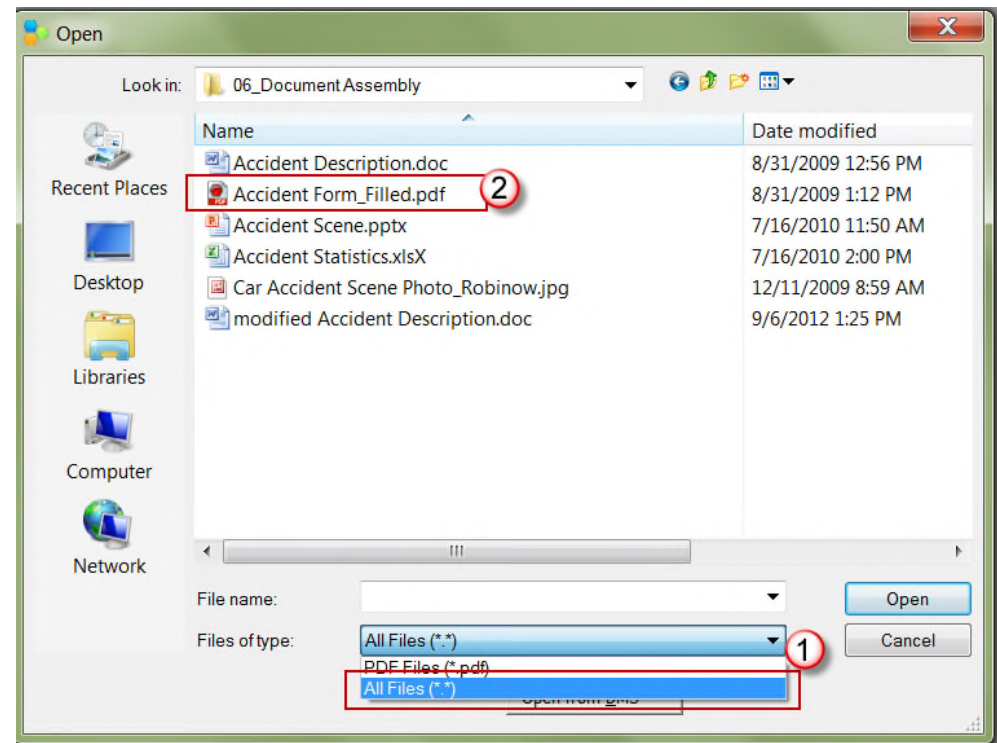 Open
X
Look in: 06_Document Assembly
Name Date modified
Accident Description.doc 8/31/2009 12:56 PM
Accident Form_Filled.pdf 2 8/31/2009 1:12 PM
Accident Scene.pptx 7/16/2010 11:50 AM
Accident Statistics.xlsX 7/16/2010 2:00 PM
Car Accident Scene Photo_Robinow.jpg 12/11/2009 8:59 AM
modified Accident Description.doc 9/6/2012 1:25 PM
Recent Places
Desktop
Libraries
Computer
Network
File name: Open
Files of type: All Files (*.*) 1 Cancel
PDF Files (*.pdf)
All Files (*.*)
Open from DMS